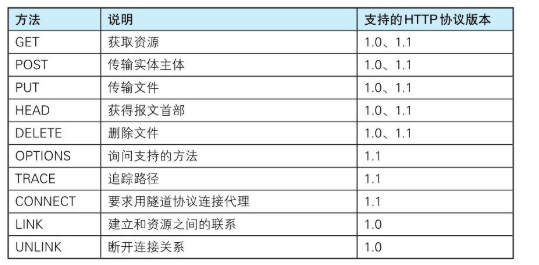 方法 说明 支持的HTTP协议版本
GET 获取资源 1.0、1.1
POST 传输实体主体 1.0、1.1
PUT 传输文件 1.0、1.1
HEAD 获得报文首部 1.0、1.1
DELETE 删除文件 1.0、1.1
OPTIONS 询问支持的方法 1.1
TRACE 追踪路径 1.1
CONNECT 要求用隧道协议连接代理 1.1
LINK 建立和资源之间的联系 1.0
UNLINK 断开连接关系 1.0